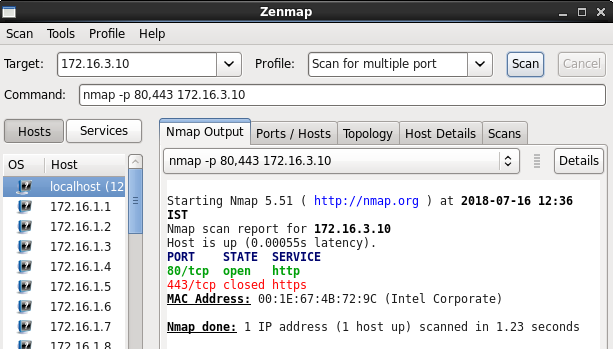 Zenmap
Scan Tools Profile Help
Target: 172.16.3.10 Profile: Scan for multiple port Scan Cancel
Command: nmap -p 80,443 172.16.3.10
Hosts Services
Nmap Output Ports / Hosts Topology Host Details Scans
OS Host
nmap -p 80,443 172.16.3.10 Details
localhost (12
172.16.1.1
172.16.1.2
172.16.1.3
172.16.1.4
172.16.1.5
172.16.1.6
172.16.1.7
172.16.1.8
Starting Nmap 5.51 ( http://nmap.org ) at 2018-07-16 12:36
IST
Nmap scan report for 172.16.3.10
Host is up (0.00055s latency).
PORT STATE SERVICE
80/tcp open http
443/tcp closed https
MAC Address: 00:1E:67:4B:72:9C (Intel Corporate)
Nmap done: 1 IP address (1 host up) scanned in 1.23 seconds